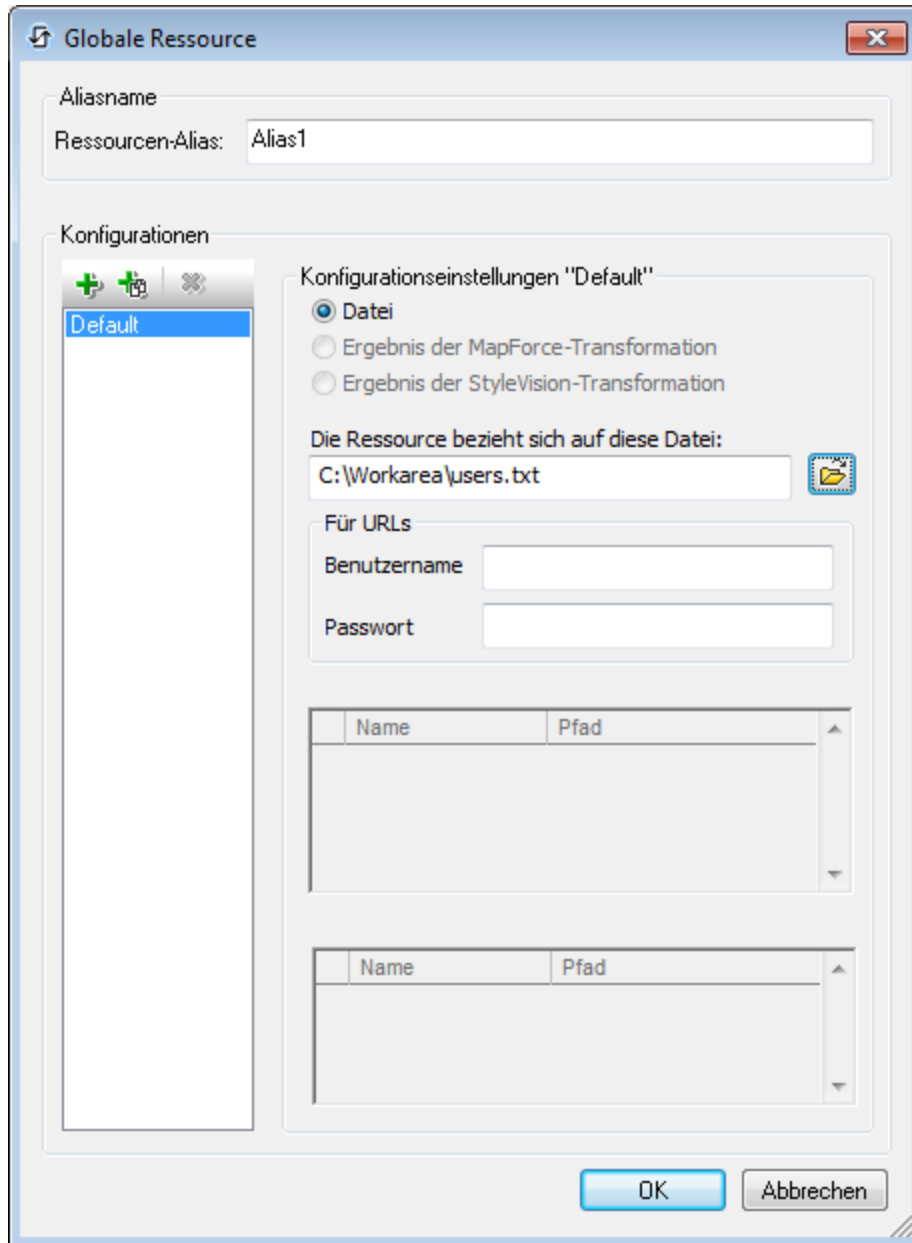 Globale Ressource
Aliasname
Ressourcen-Alias: Alias1
Konfigurationen
Default
Konfigurationseinstellungen "Default"
Datei
Ergebnis der MapForce-Transformation
Ergebnis der StyleVision-Transformation
Die Ressource bezieht sich auf diese Datei:
C:\Workarea\users.txt
Für URLs
Benutzername
Passwort
Name Pfad
Name Pfad
OK Abbrechen